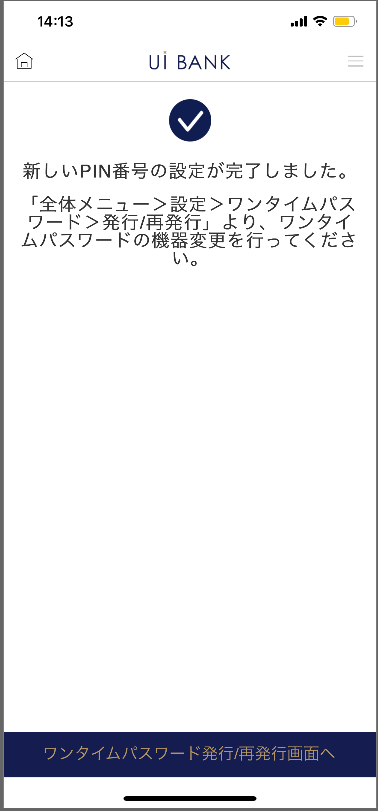 14:13
UI BANK
新しいPIN番号の設定が完了しました。
「全体メニュー＞設定＞ワンタイムパス
ワード＞発行/再発行」より、ワンタイ
ムパスワードの機器変更を行ってくださ
い。
ワンタイムパスワード発行/再発行画面へ